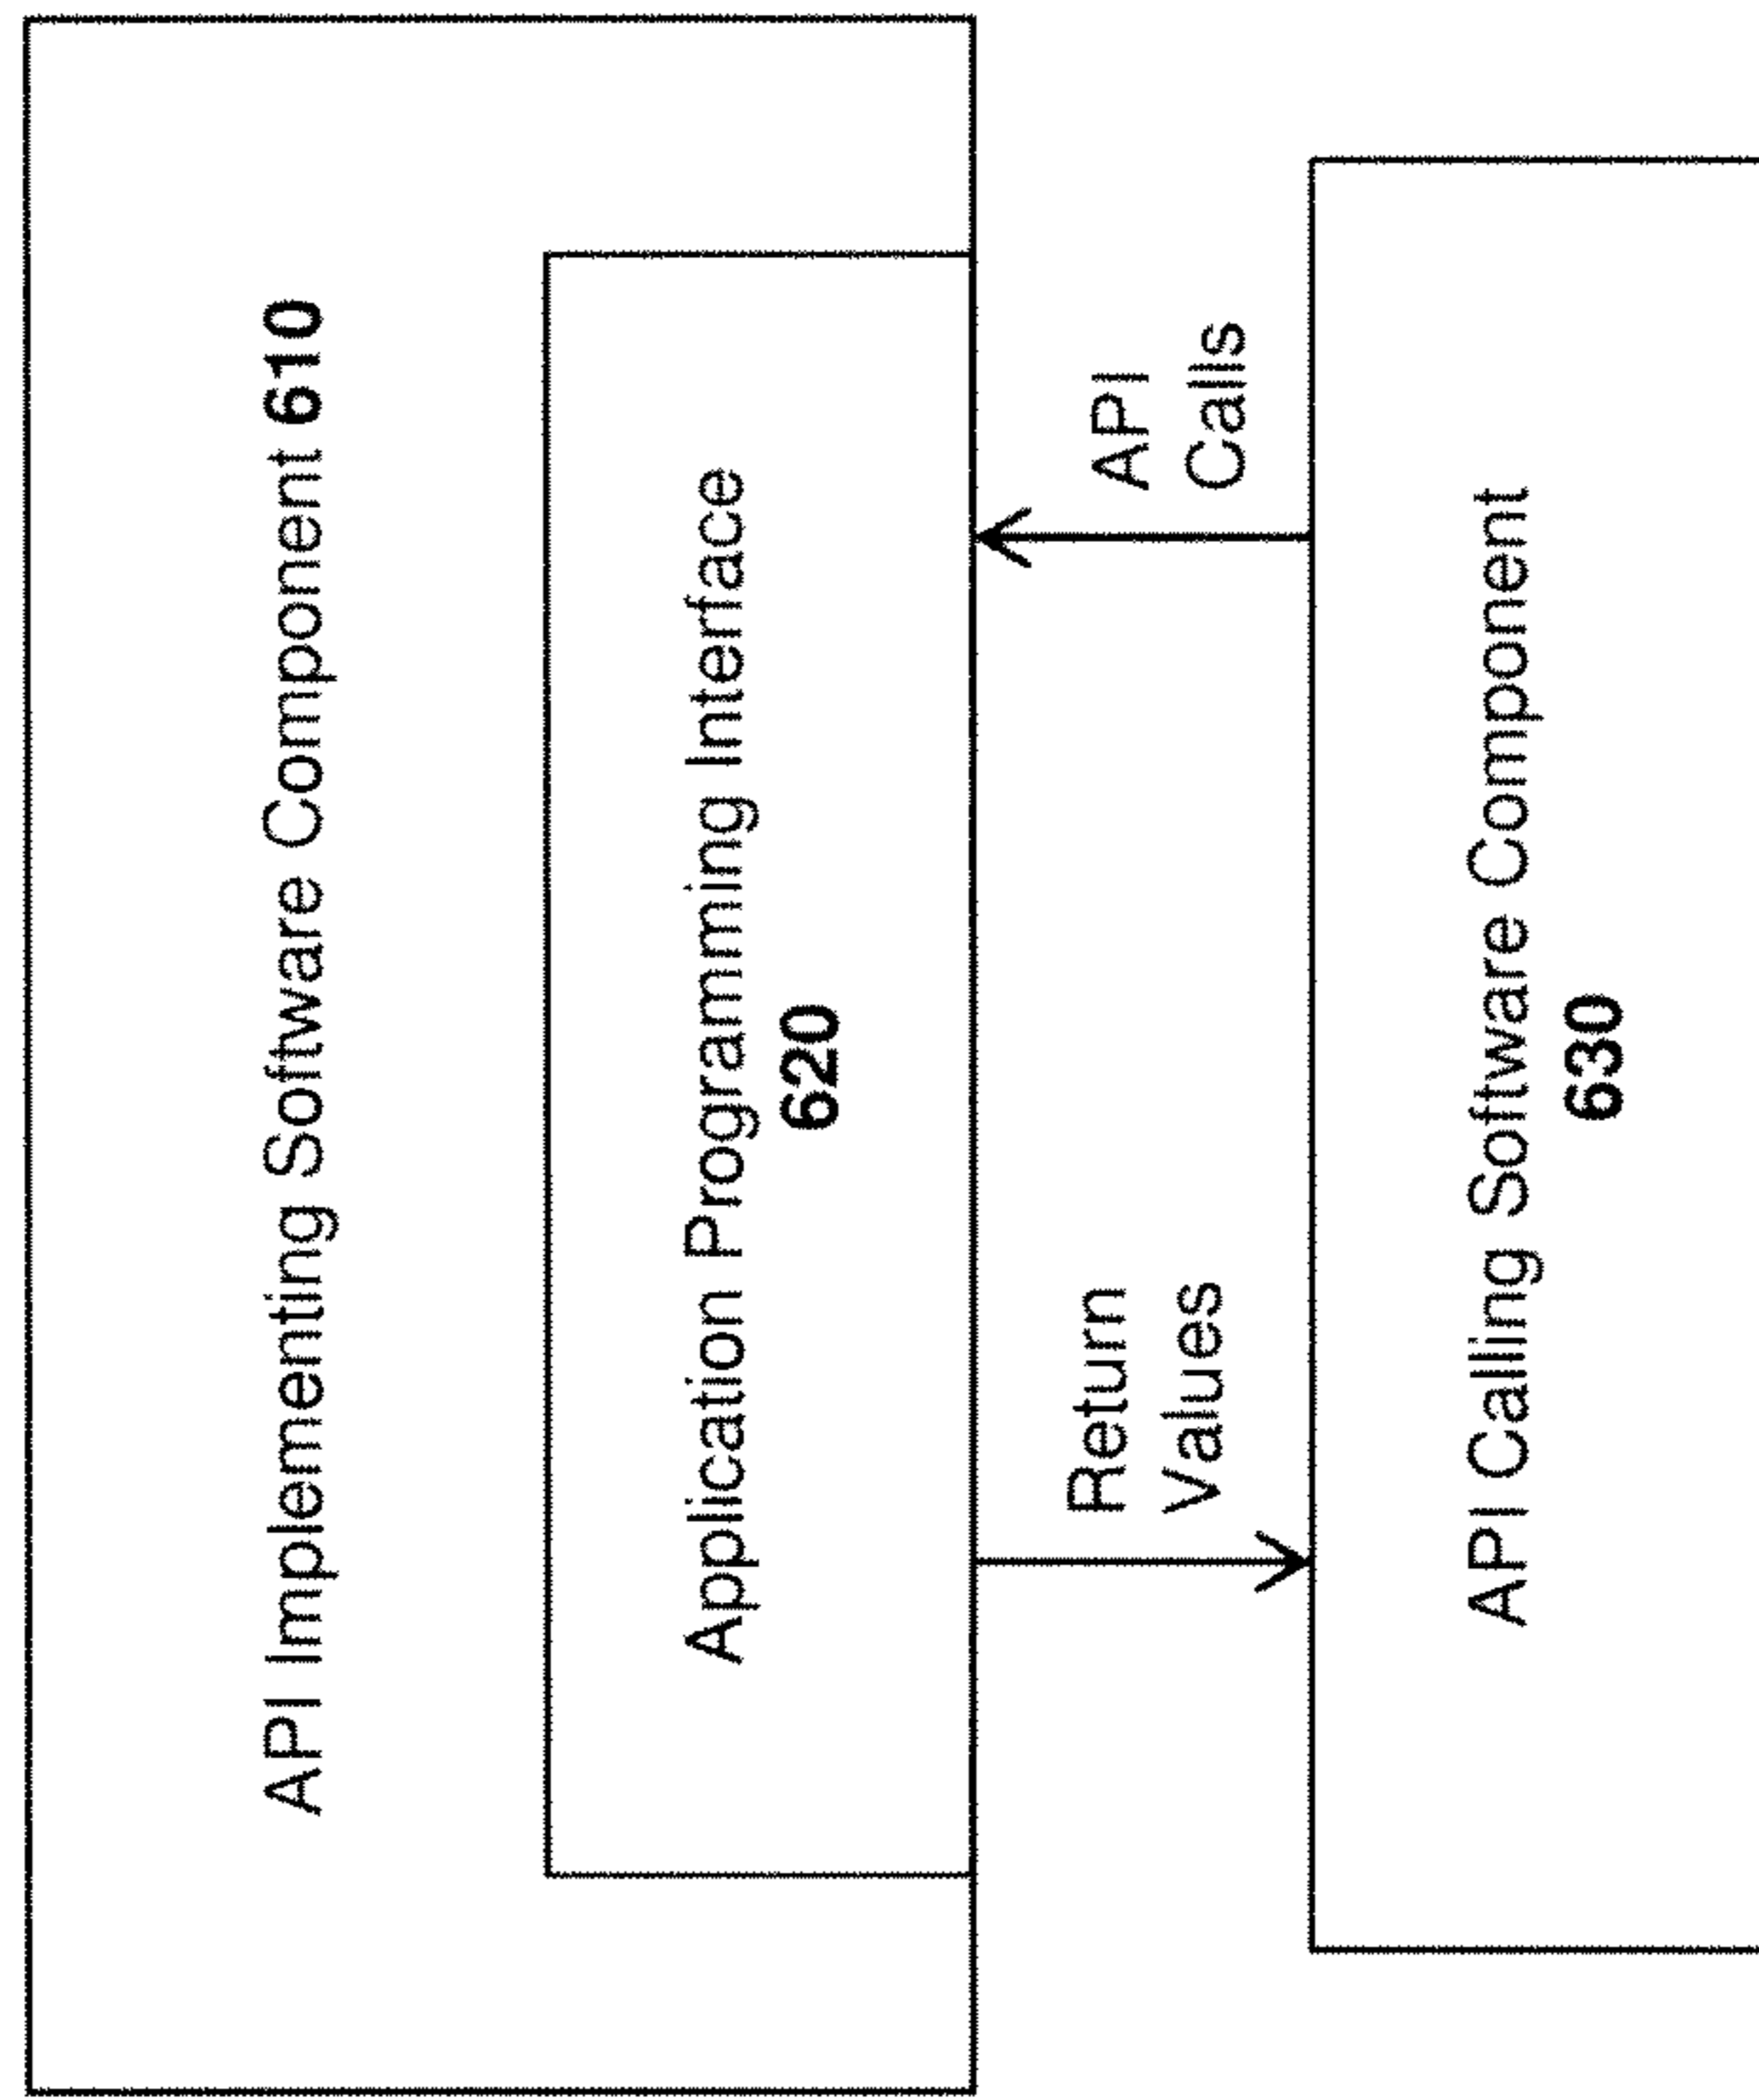 API Implementing Software Component 610
Application Programming Interface
620
Return
Values
API
Calls
API Calling Software Component
630